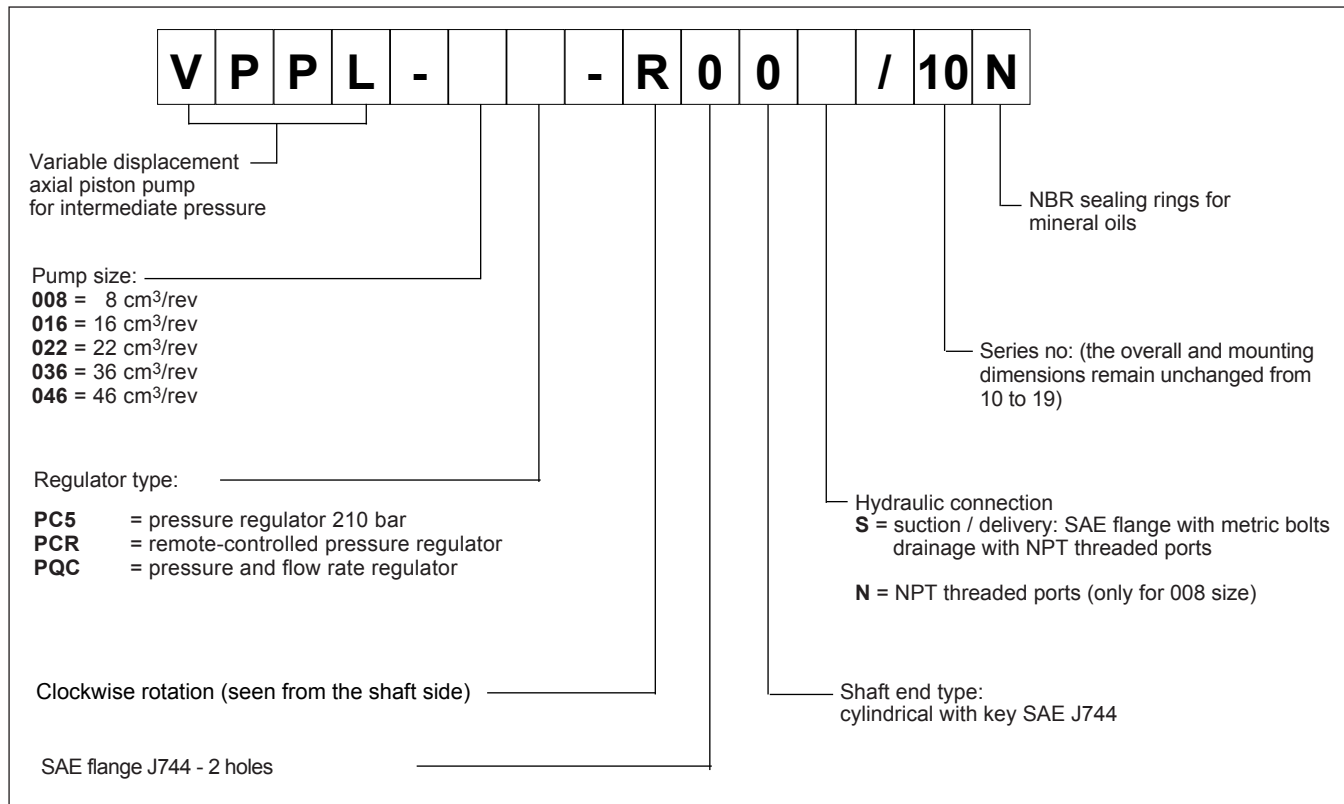 V P P L - - R 0 0 / 10 N
Variable displacement
axial piston pump
for intermediate pressure
NBR sealing rings for
mineral oils
Pump size:
008 = 8 cm3/rev
016 = 16 cm3/rev
022 = 22 cm3/rev
036 = 36 cm3/rev
046 = 46 cm3/rev
Series no: (the overall and mounting
dimensions remain unchanged from
10 to 19)
Regulator type:
PC5 = pressure regulator 210 bar
PCR = remote-controlled pressure regulator
PQC = pressure and flow rate regulator
Hydraulic connection
S = suction / delivery: SAE flange with metric bolts
drainage with NPT threaded ports
N = NPT threaded ports (only for 008 size)
Clockwise rotation (seen from the shaft side)
Shaft end type:
cylindrical with key SAE J744
SAE flange J744 - 2 holes